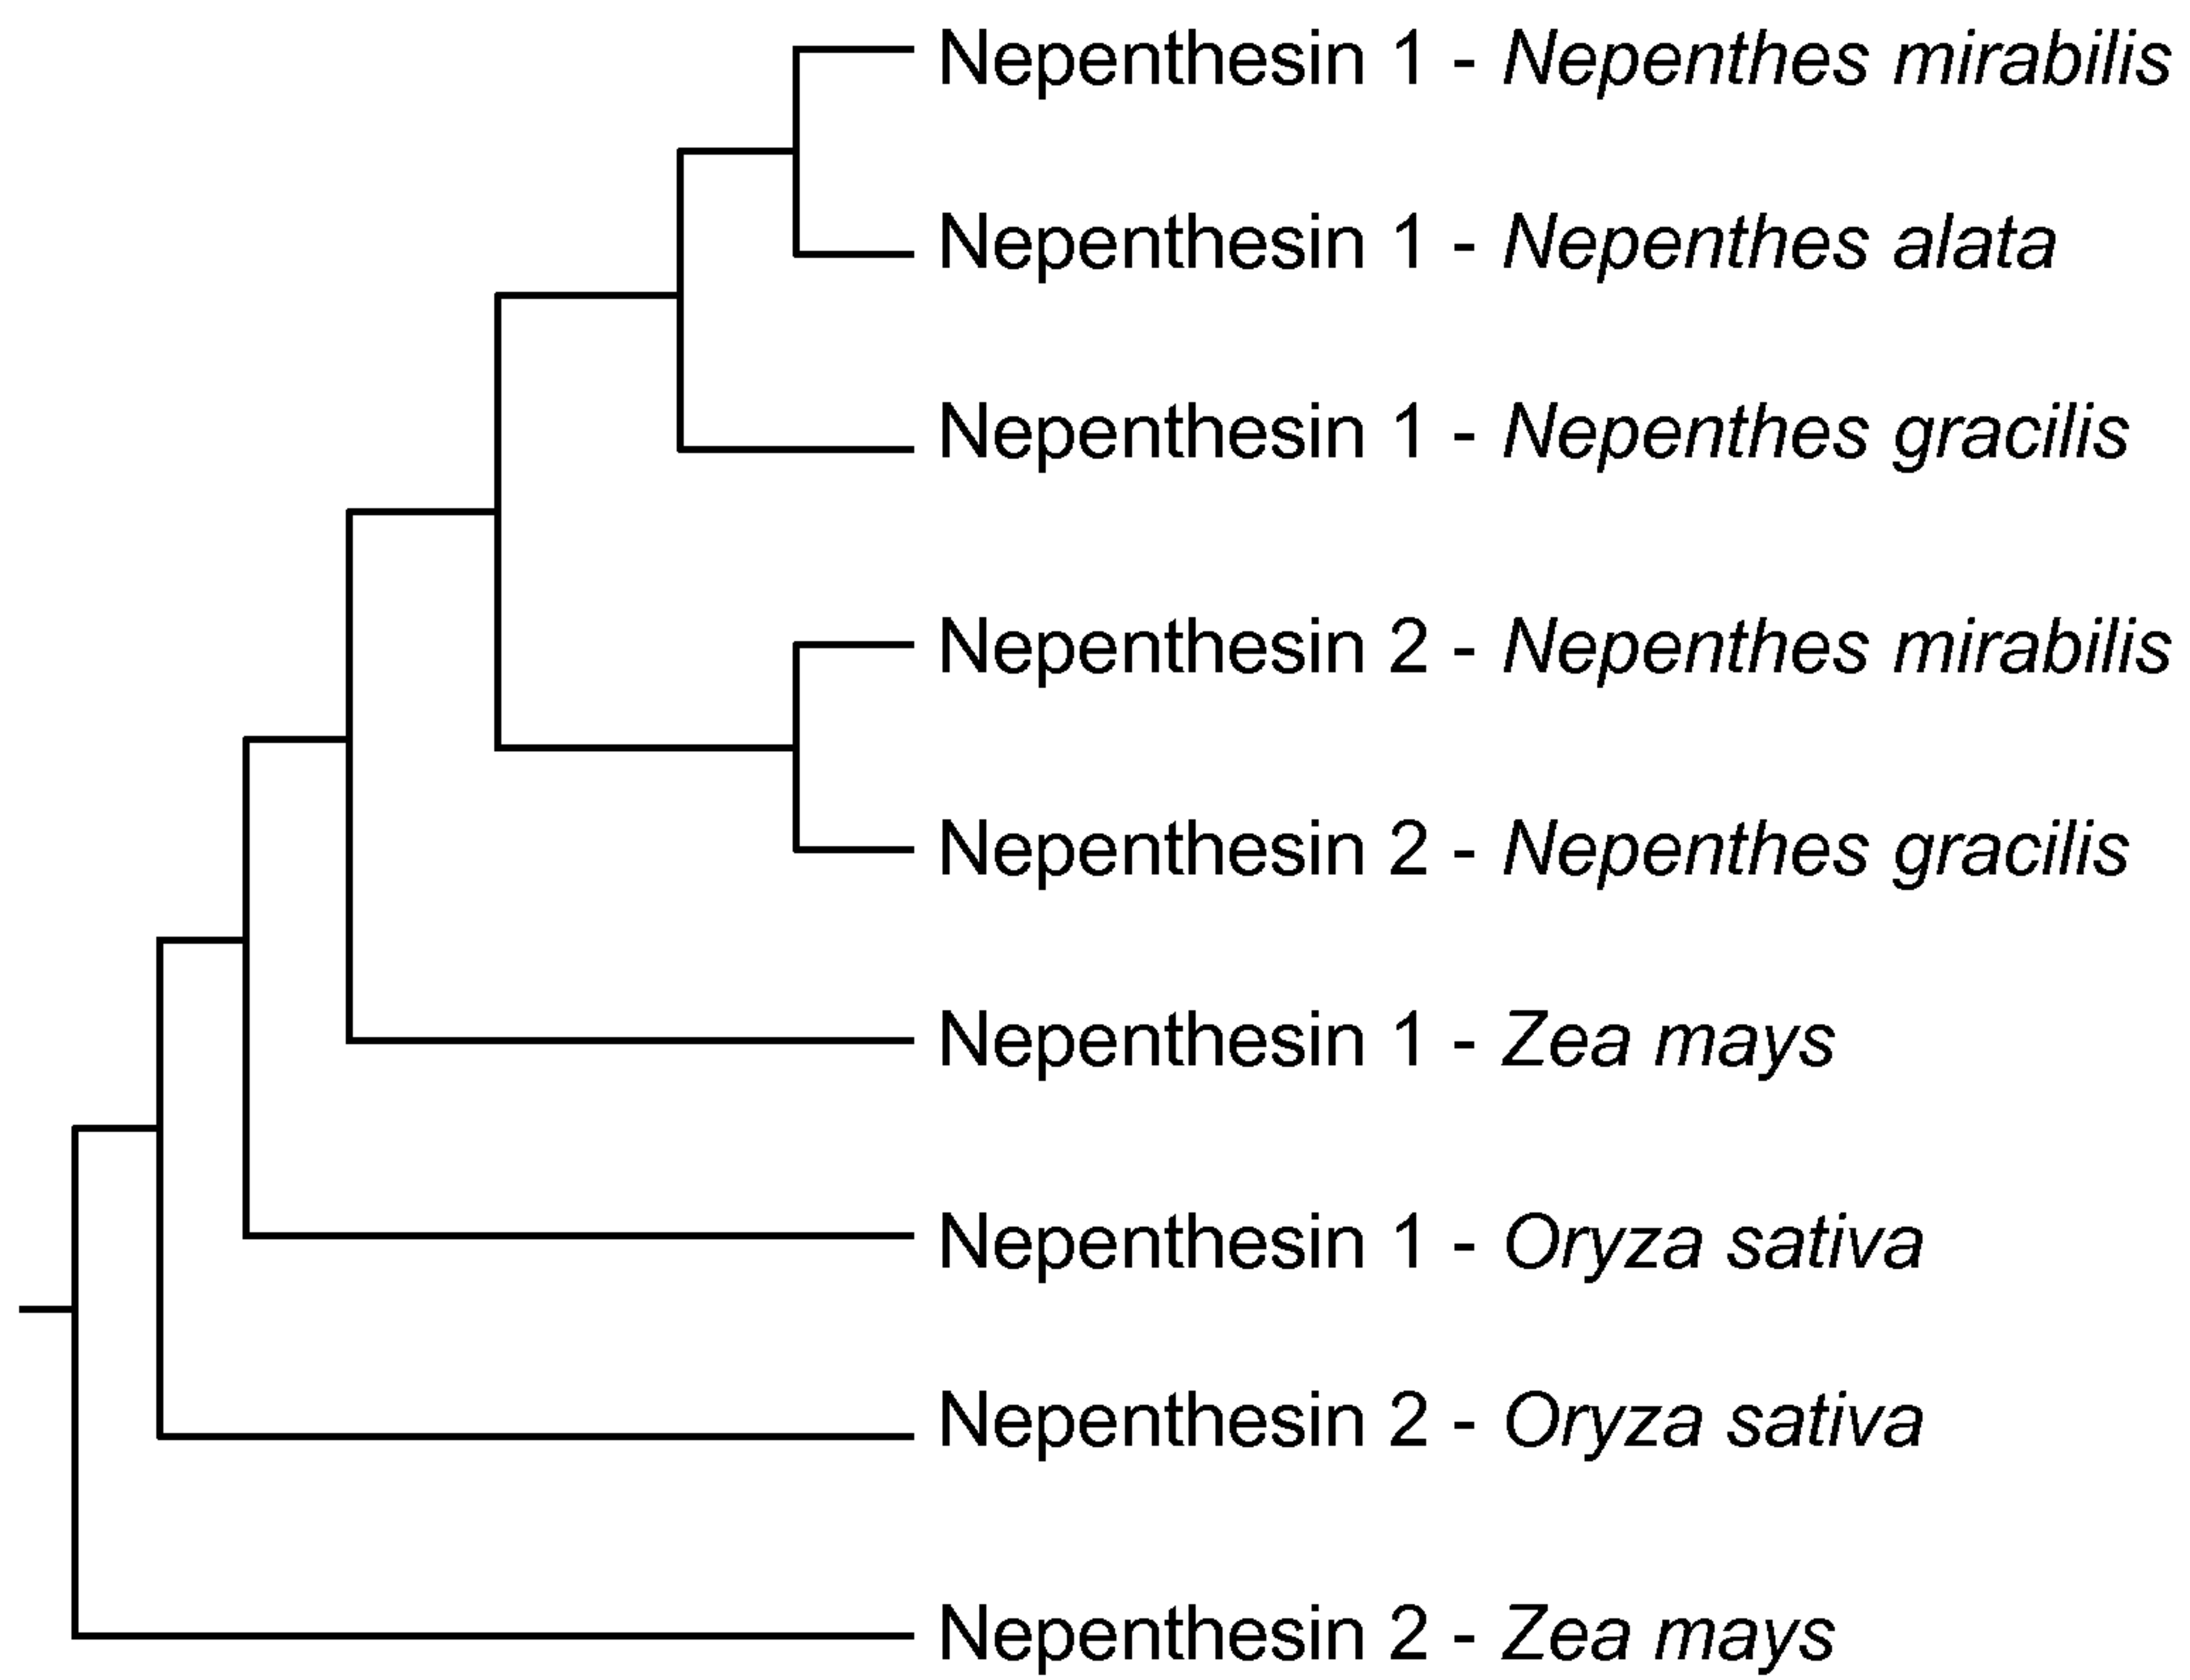 Nepenthesin 1 - Nepenthes mirabilis
Nepenthesin 1 - Nepenthes alata
Nepenthesin 1 - Nepenthes gracilis
Nepenthesin 2 - Nepenthes mirabilis
Nepenthesin 2 - Nepenthes gracilis
Nepenthesin 1 - Zea mays
Nepenthesin 1 - Oryza sativa
Nepenthesin 2 - Oryza sativa
Nepenthesin 2 - Zea mays